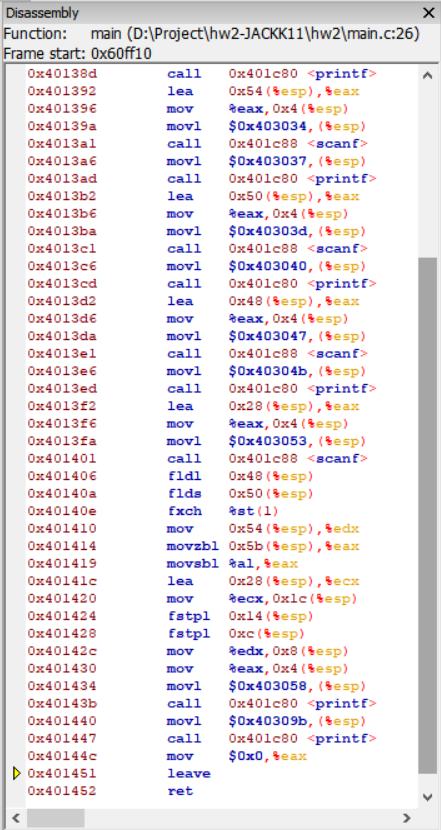 Disassembly
Function: main (D:\Project\hw2-JACKK11\hw2\main.c:26)
Frame start: 0x60ff10
0x40138d call 0x401c80 <printf>
0x401392 lea 0x54(%esp),%eax
0x401396 mov %eax,0x4(%esp)
0x40139a movl $0x403034,(%esp)
0x4013a1 call 0x401c88 <scanf>
0x4013a6 movl $0x403037,(%esp)
0x4013ad call 0x401c80 <printf>
0x4013b2 lea 0x50(%esp),%eax
0x4013b6 mov %eax,0x4(%esp)
0x4013ba movl $0x40303d,(%esp)
0x4013c1 call 0x401c88 <scanf>
0x4013c6 movl $0x403040,(%esp)
0x4013cd call 0x401c80 <printf>
0x4013d2 lea 0x48(%esp),%eax
0x4013d6 mov %eax,0x4(%esp)
0x4013da movl $0x403047,(%esp)
0x4013e1 call 0x401c88 <scanf>
0x4013e6 movl $0x40304b,(%esp)
0x4013ed call 0x401c80 <printf>
0x4013f2 lea 0x28(%esp),%eax
0x4013f6 mov %eax,0x4(%esp)
0x4013fa movl $0x403053,(%esp)
0x401401 call 0x401c88 <scanf>
0x401406 fldl 0x48(%esp)
0x40140a flds 0x50(%esp)
0x40140e fxch %st(1)
0x401410 mov 0x54(%esp),%edx
0x401414 movzbl 0x5b(%esp),%eax
0x401419 movsbl %al,%eax
0x40141c lea 0x28(%esp),%ecx
0x401420 mov %ecx,0x1c(%esp)
0x401424 fstpl 0x14(%esp)
0x401428 fstpl 0xc(%esp)
0x40142c mov %edx,0x8(%esp)
0x401430 mov %eax,0x4(%esp)
0x401434 movl $0x403058,(%esp)
0x40143b call 0x401c80 <printf>
0x401440 movl $0x40309b,(%esp)
0x401447 call 0x401c80 <printf>
0x40144c mov $0x0,%eax
0x401451 leave
0x401452 ret